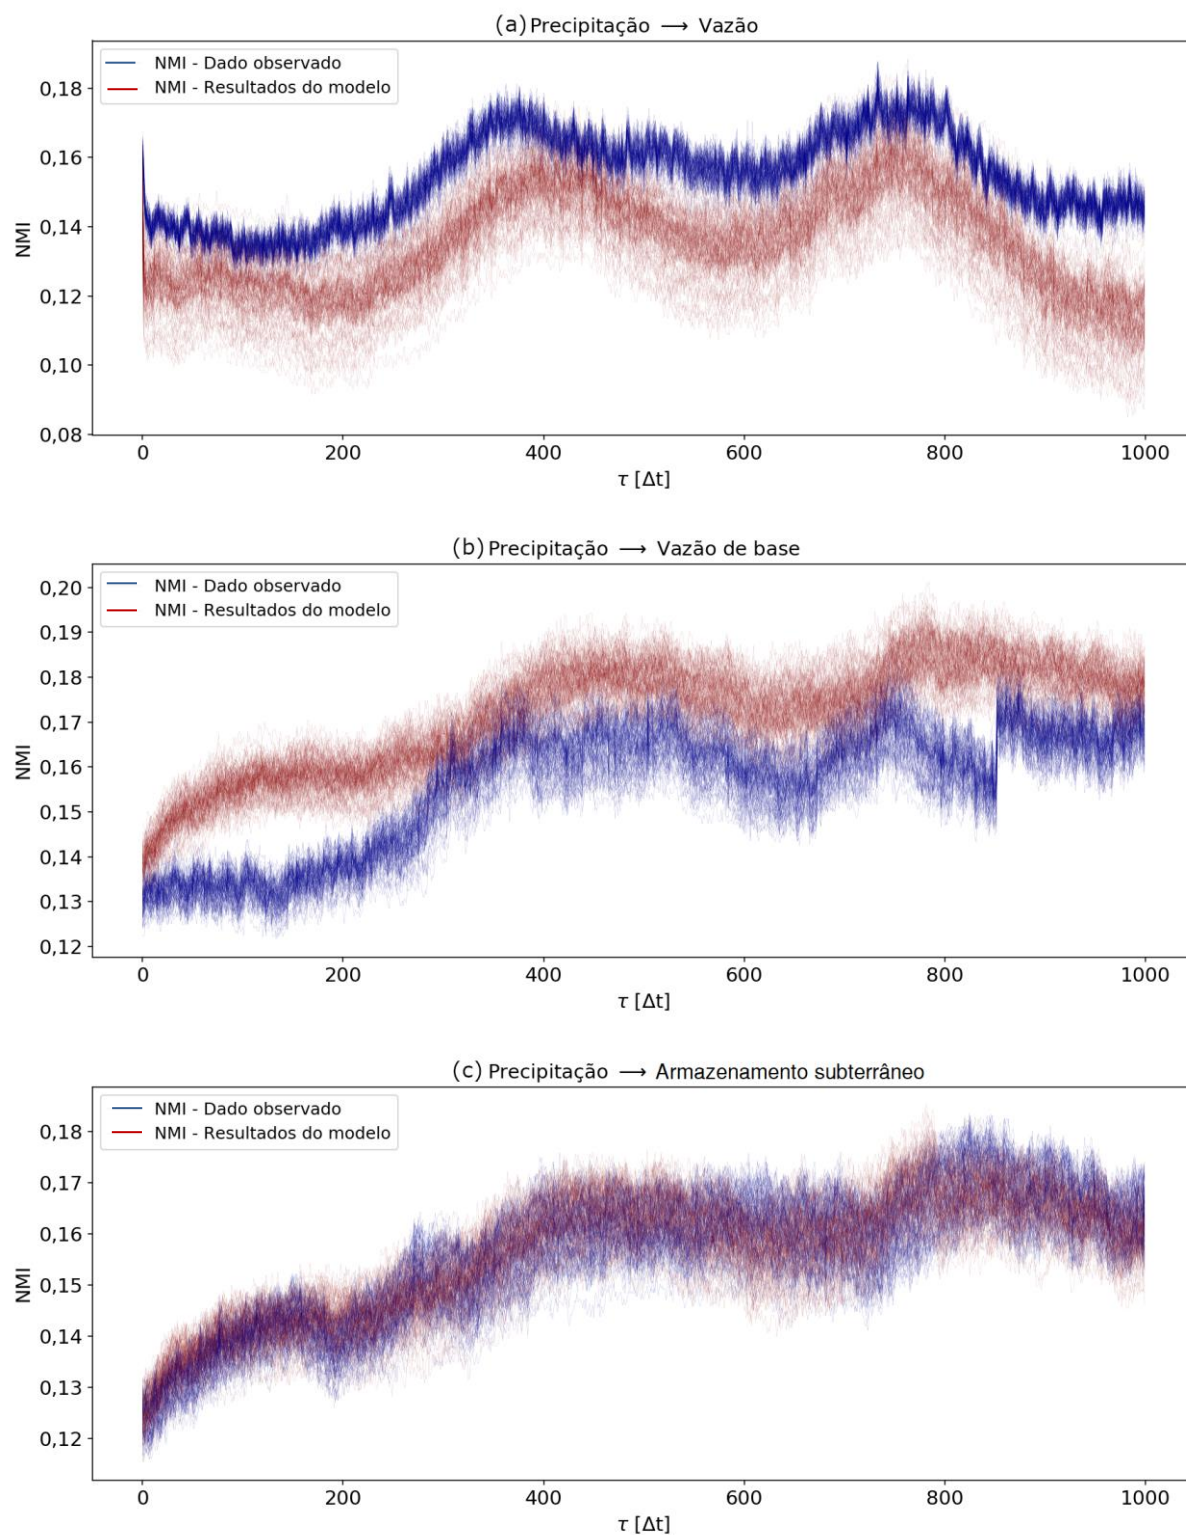 (a) Precipitação → Vazão
NMI - Dado observado
NMI - Resultados do modelo
0,18
0,16
0,14
0,12
0,10
0,08
NMI
0 200 400 600 800 1000
τ [Δt]
(b) Precipitação → Vazão de base
NMI - Dado observado
NMI - Resultados do modelo
0,20
0,19
0,18
0,17
0,16
0,15
0,14
0,13
0,12
NMI
0 200 400 600 800 1000
τ [Δt]
(c) Precipitação → Armazenamento subterrâneo
NMI - Dado observado
NMI - Resultados do modelo
0,18
0,17
0,16
0,15
0,14
0,13
0,12
NMI
0 200 400 600 800 1000
τ [Δt]